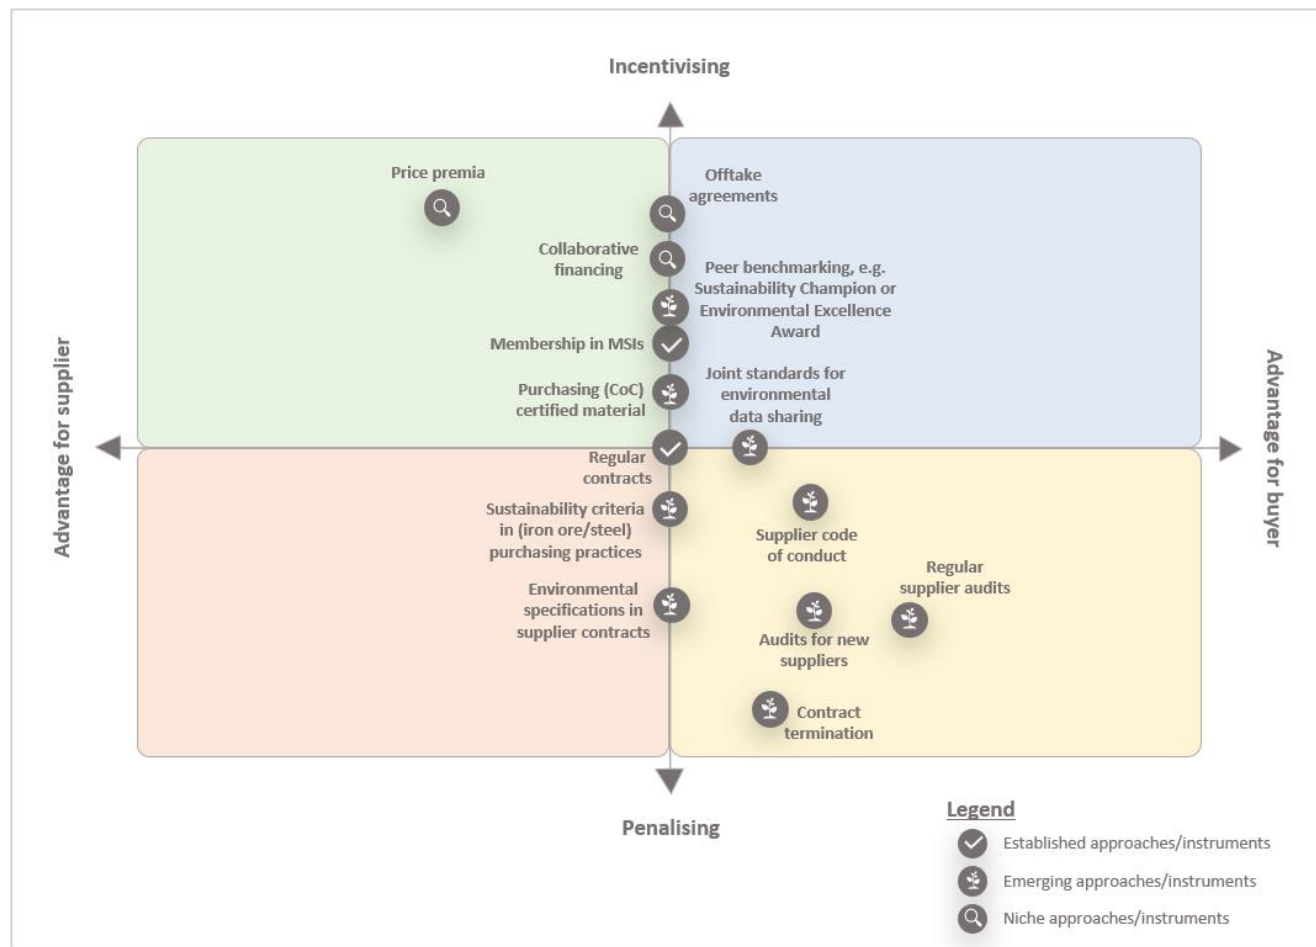 Incentivising
Price premia
Offtake
agreements
Collaborative
financing
Peer benchmarking, e.g.
Sustainability Champion or
Environmental Excellence
Award
Membership in MSIs
Joint standards for
environmental
data sharing
Purchasing (CoC)
certified material
Advantage for supplier
Advantage for buyer
Regular
contracts
Sustainability criteria
in (iron ore/steel)
purchasing practices
Supplier code
of conduct
Regular
supplier audits
Environmental
specifications in
supplier contracts
Audits for new
suppliers
Contract
termination
Penalising
Legend
Established approaches/instruments
Emerging approaches/instruments
Niche approaches/instruments